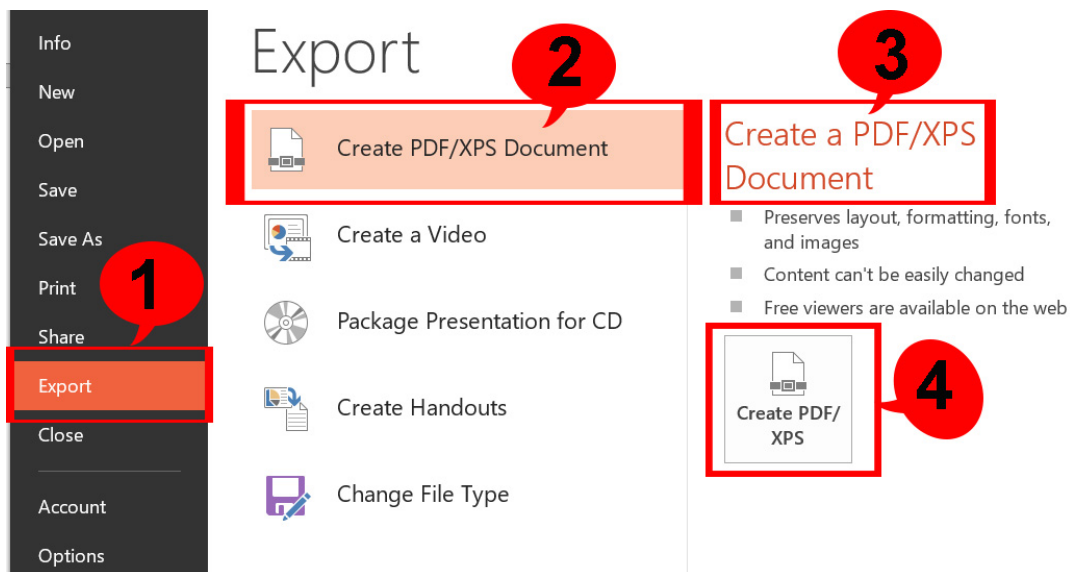 Info
New
Open
Save
Save As
Print
Share
Export
Close
Account
Options
1
Export
2
Create PDF/XPS Document
Create a Video
Package Presentation for CD
Create Handouts
Change File Type
3
Create a PDF/XPS
Document
Preserves layout, formatting, fonts,
and images
Content can't be easily changed
Free viewers are available on the web
Create PDF/
XPS
4